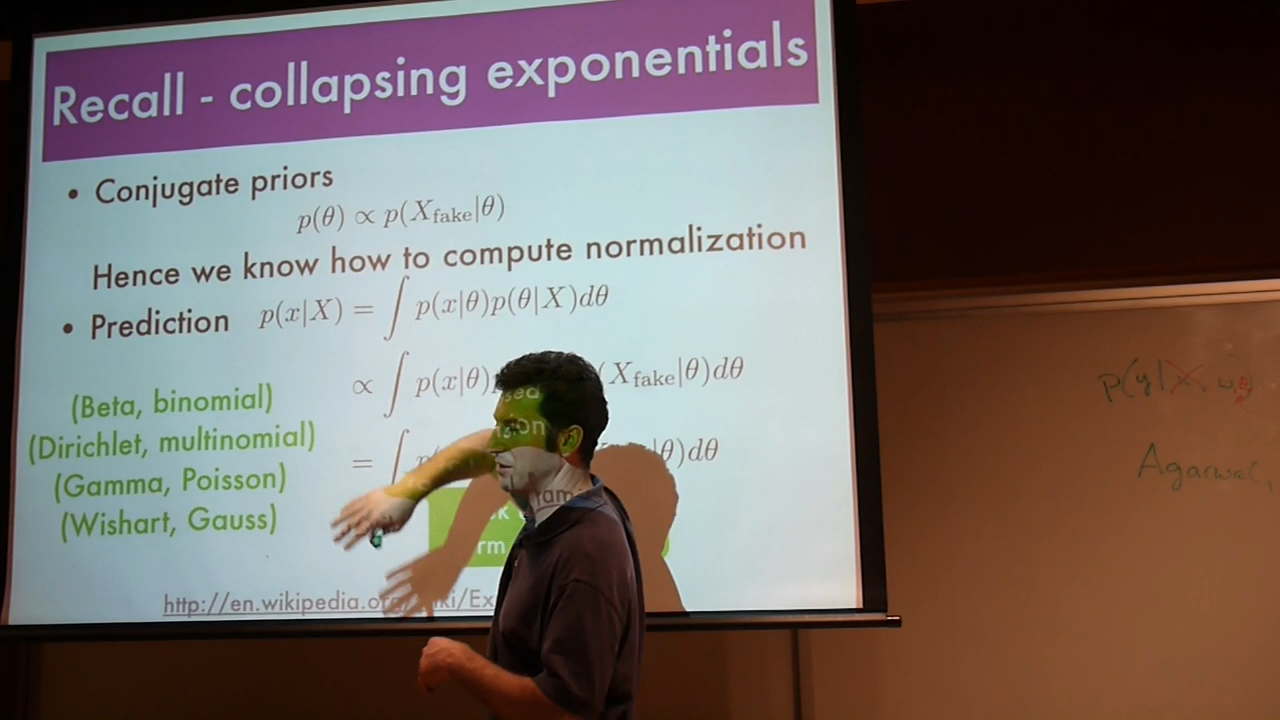 Recall - collapsing exponentials
• Conjugate priors
p(θ) ∝ p(X_fake|θ)
Hence we know how to compute normalization
• Prediction p(x|X) = ∫ p(x|θ)p(θ|X)dθ
∝ ∫ p(x|θ) (X_fake|θ)dθ
= ∫ |θ)dθ
(Beta, binomial)
(Dirichlet, multinomial)
(Gamma, Poisson)
(Wishart, Gauss)
http://en.wikipedia.org/wiki/Ex
P(y|x, w,
Agarwal,